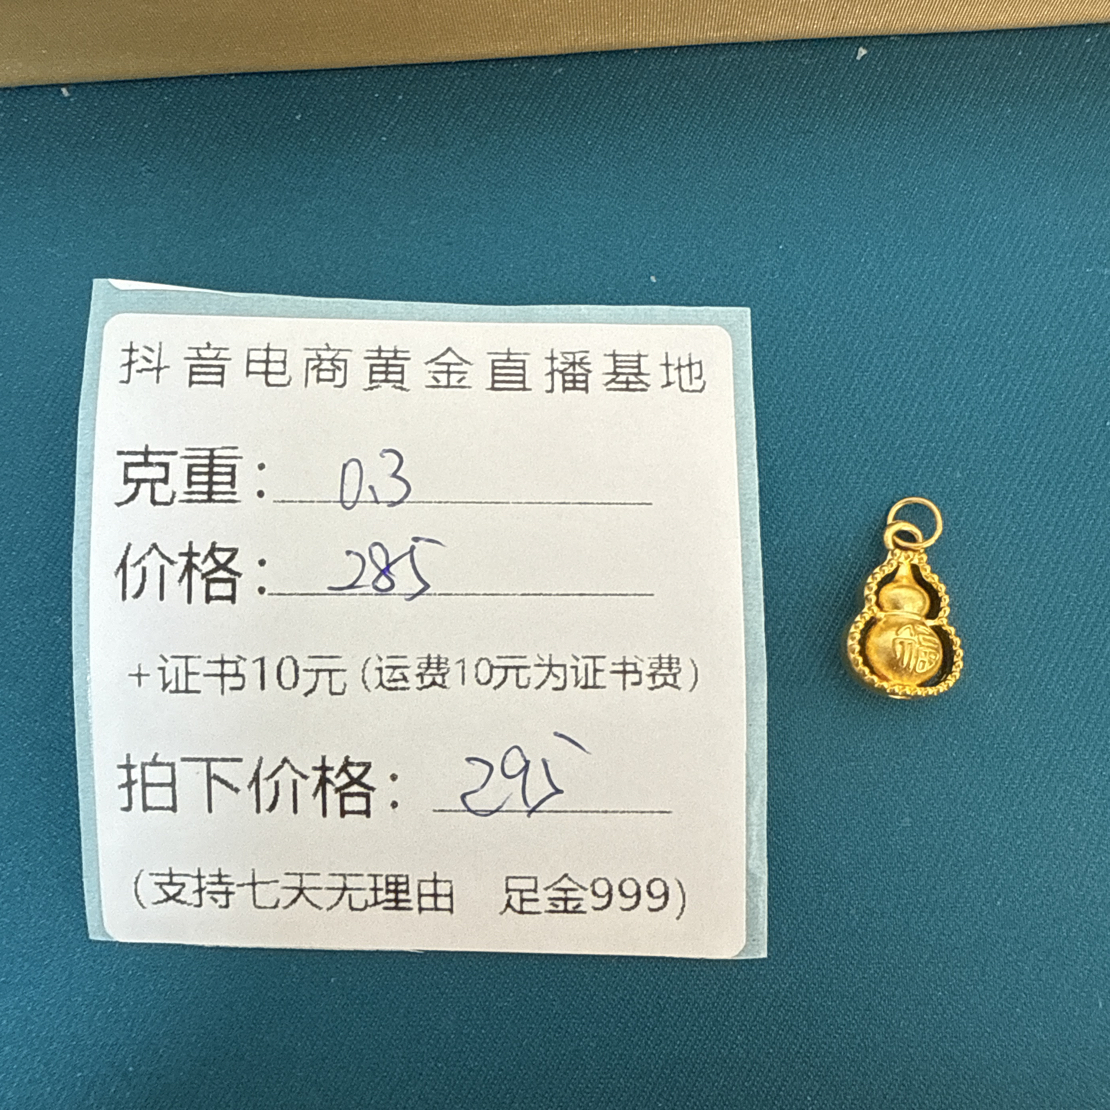 抖音电商黄金直播基地
克重: 0.3
价格: 285
+证书10元(运费10元为证书费)
拍下价格: 295
(支持七天无理由 足金999)
福